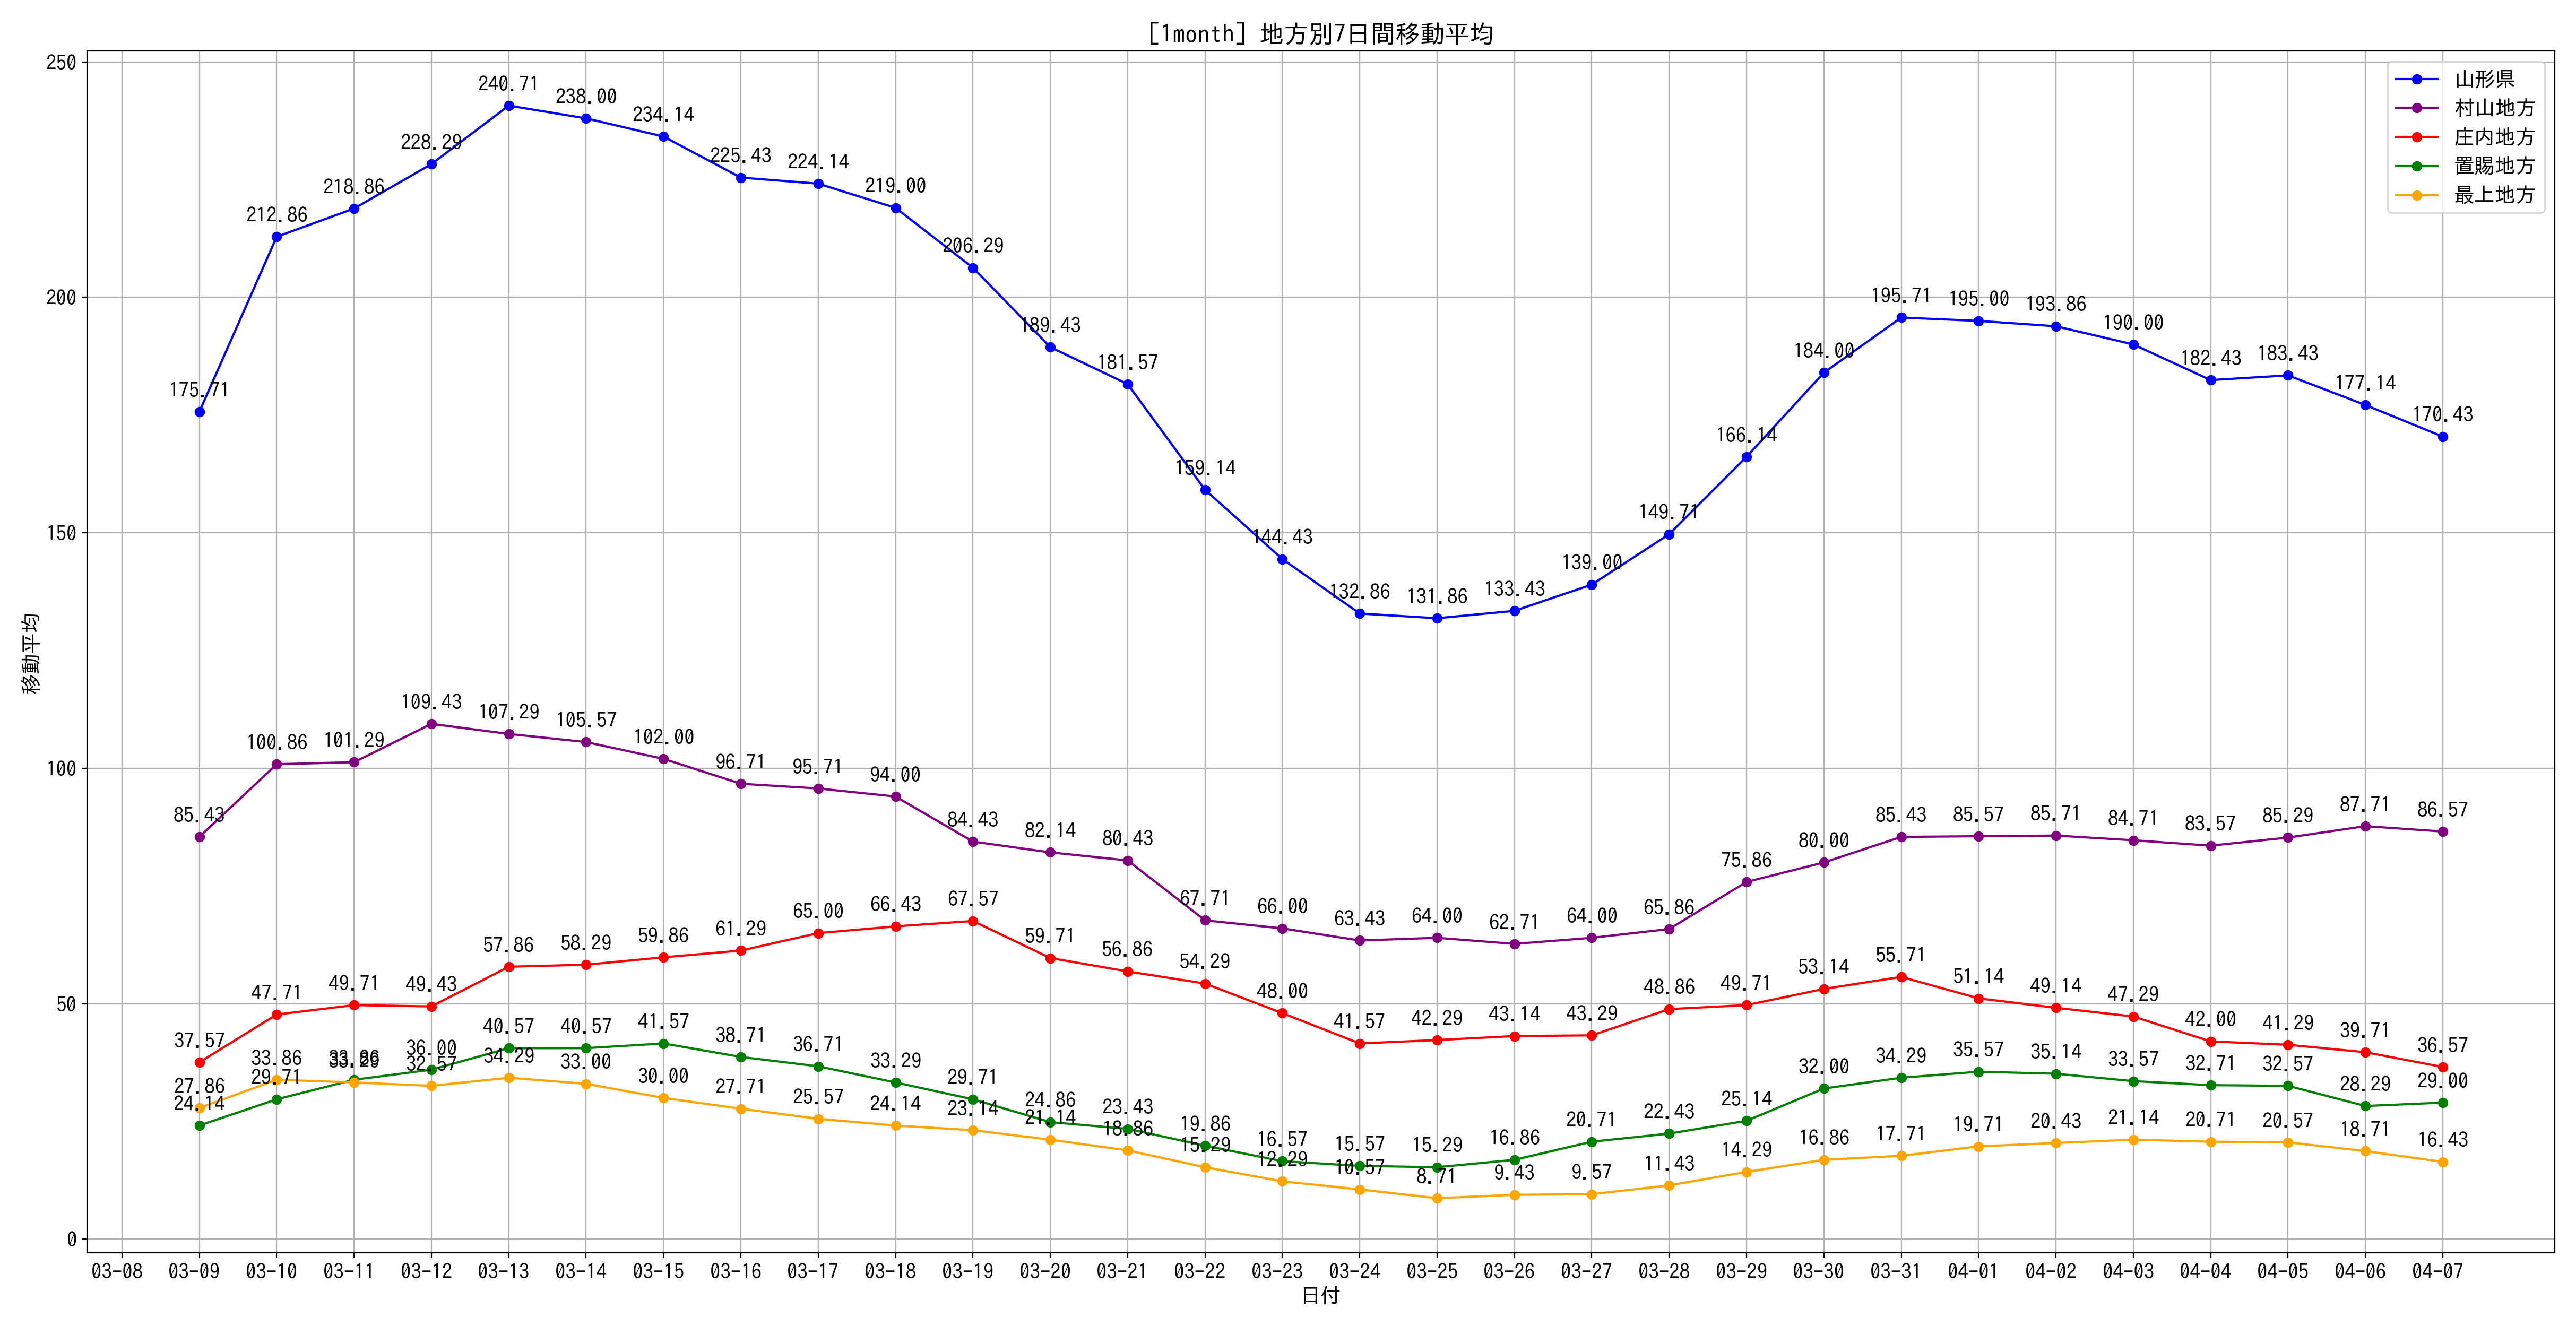 [1month] 地方別7日間移動平均
山形県
村山地方
庄内地方
置賜地方
最上地方
移動平均
250
200
150
100
50
0
175.71 212.86 218.86 228.29 240.71 238.00 234.14 225.43 224.14 219.00 206.29 189.43 181.57 159.14 144.43 132.86 131.86 133.43 139.00 149.71 166.14 184.00 195.71 195.00 193.86 190.00 182.43 183.43 177.14 170.43
85.43 100.86 101.29 109.43 107.29 105.57 102.00 96.71 95.71 94.00 84.43 82.14 80.43 67.71 66.00 63.43 64.00 62.71 64.00 65.86 75.86 80.00 85.43 85.57 85.71 84.71 83.57 85.29 87.71 86.57
37.57 47.71 49.71 49.43 57.86 58.29 59.86 61.29 65.00 66.43 67.57 59.71 56.86 54.29 48.00 41.57 42.29 43.14 43.29 48.86 49.71 53.14 55.71 51.14 49.14 47.29 42.00 41.29 39.71 36.57
24.14 29.71 33.86 36.00 40.57 40.57 41.57 38.71 36.71 33.29 29.71 24.86 23.43 19.86 16.57 15.57 15.29 16.86 20.71 22.43 25.14 32.00 34.29 35.57 35.14 33.57 32.71 32.57 28.29 29.00
27.86 33.86 33.29 32.57 34.29 33.00 30.00 27.71 25.57 24.14 23.14 21.14 18.86 15.29 12.29 10.57 8.71 9.43 9.57 11.43 14.29 16.86 17.71 19.71 20.43 21.14 20.71 20.57 18.71 16.43
03-08 03-09 03-10 03-11 03-12 03-13 03-14 03-15 03-16 03-17 03-18 03-19 03-20 03-21 03-22 03-23 03-24 03-25 03-26 03-27 03-28 03-29 03-30 03-31 04-01 04-02 04-03 04-04 04-05 04-06 04-07
日付